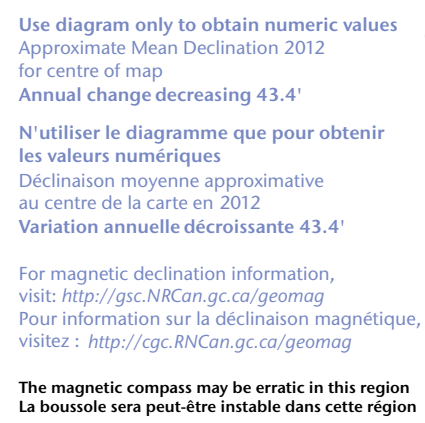 Use diagram only to obtain numeric values
Approximate Mean Declination 2012
for centre of map
Annual change decreasing 43.4'
N'utiliser le diagramme que pour obtenir
les valeurs numériques
Déclinaison moyenne approximative
au centre de la carte en 2012
Variation annuelle décroissante 43.4'
For magnetic declination information,
visit: http://gsc.NRCan.gc.ca/geomag
Pour information sur la déclinaison magnétique,
visitez : http://cgc.RNCan.gc.ca/geomag
The magnetic compass may be erratic in this region
La boussole sera peut-être instable dans cette région